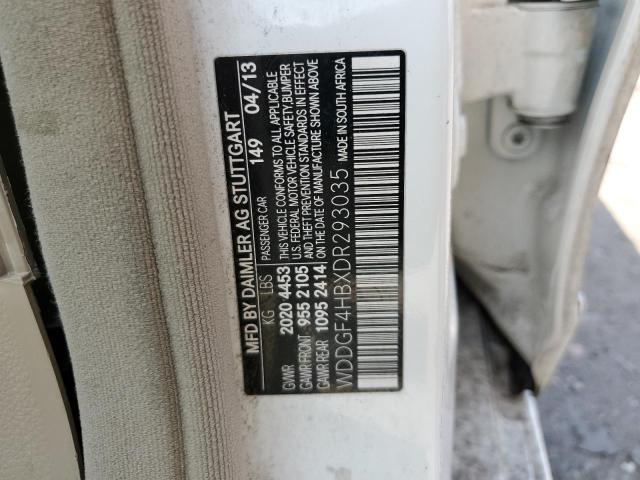 MFD BY DAIMLER AG STUTTGART
PASSENGER CAR 149 04/13
KG LBS
GVWR 2020 4453
GAWR FRONT 955 2105
GAWR REAR 1095 2414
THIS VEHICLE CONFORMS TO ALL APPLICABLE
U.S. FEDERAL MOTOR VEHICLE SAFETY, BUMPER
AND THEFT PREVENTION STANDARDS IN EFFECT
ON THE DATE OF MANUFACTURE SHOWN ABOVE
WDDGF4HBXDR293035 MADE IN SOUTH AFRICA